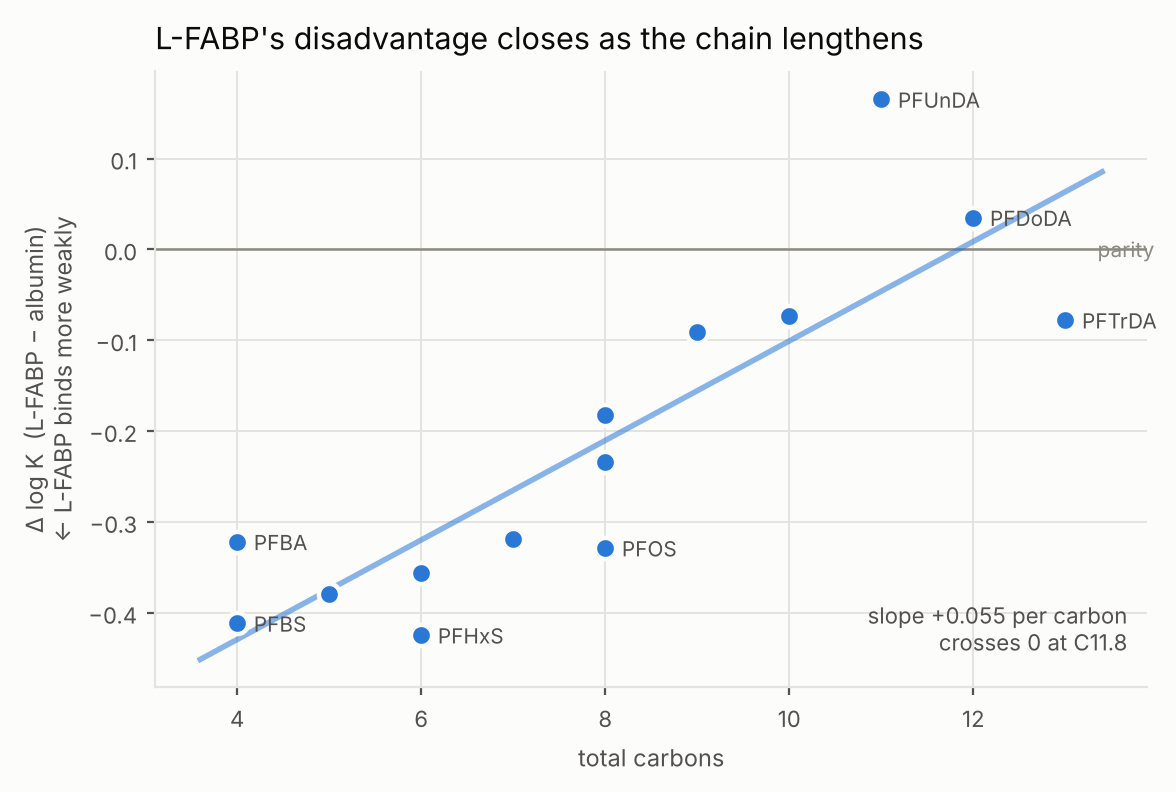 L-FABP's disadvantage closes as the chain lengthens
Δ log K (L-FABP − albumin)
← L-FABP binds more weakly
0.1
0.0
−0.1
−0.2
−0.3
−0.4
PFUnDA
PFDoDA
parity
PFTrDA
PFBA
PFOS
PFBS
PFHxS
slope +0.055 per carbon
crosses 0 at C11.8
4
6
8
10
12
total carbons